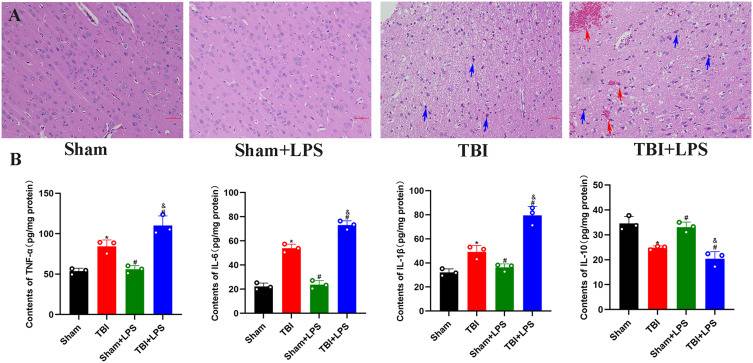 A
Sham
Sham+LPS
TBI
TBI+LPS
B
Contents of TNF-α(pg/mg protein)
150
100
50
0
*
#
&
#
Sham
TBI
Sham+LPS
TBI+LPS
Contents of IL-6(pg/mg protein)
100
80
60
40
20
0
*
#
&
#
Sham
TBI
Sham+LPS
TBI+LPS
Contents of IL-1β(pg/mg protein)
100
80
60
40
20
0
*
#
&
#
Sham
TBI
Sham+LPS
TBI+LPS
Contents of IL-10(pg/mg protein)
40
30
20
10
0
*
#
&
#
Sham
TBI
Sham+LPS
TBI+LPS